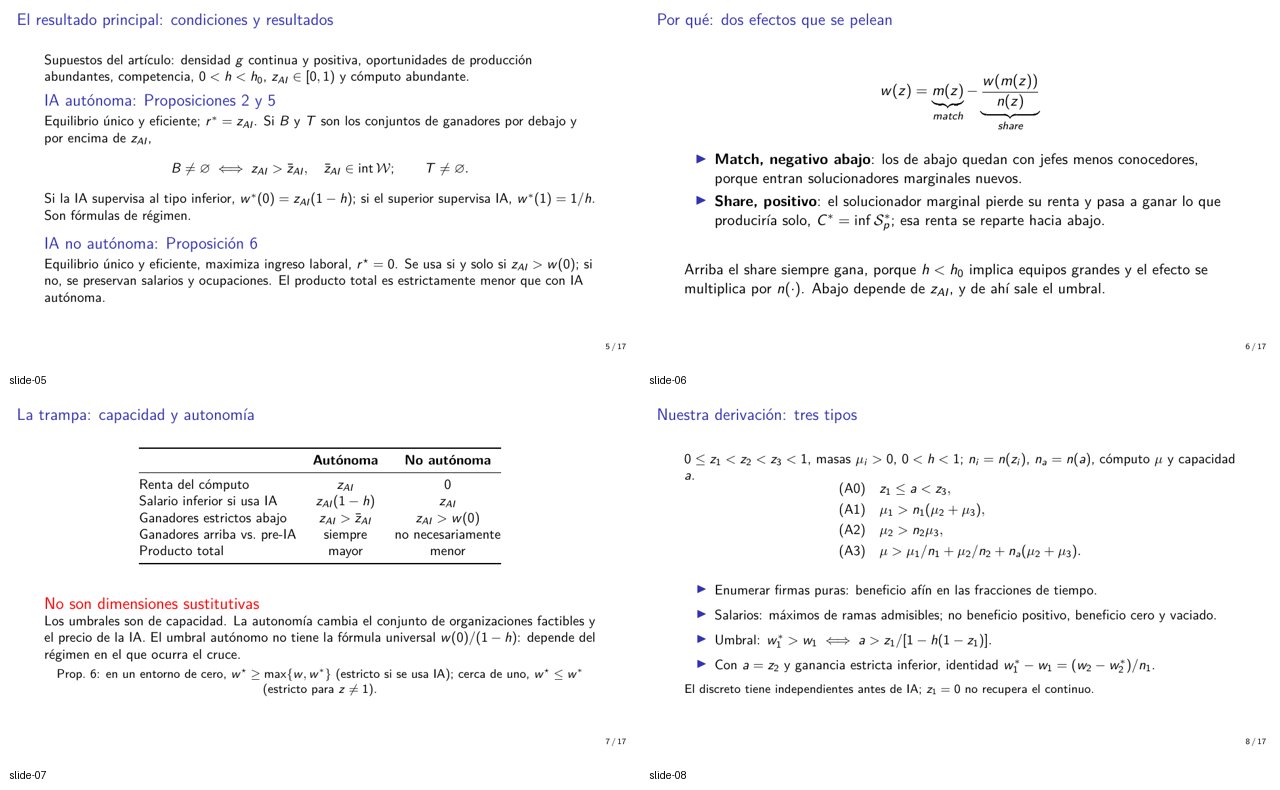 El resultado principal: condiciones y resultados
Supuestos del artículo: densidad g continua y positiva, oportunidades de producción
abundantes, competencia, 0 < h < h₀, z_AI ∈ [0, 1) y cómputo abundante.
IA autónoma: Proposiciones 2 y 5
Equilibrio único y eficiente; r* = z_AI. Si B y T son los conjuntos de ganadores por debajo y
por encima de z_AI,
B ≠ ∅ ⟺ z_AI > z̄_AI, z̄_AI ∈ int 𝒲; T ≠ ∅.
Si la IA supervisa al tipo inferior, w*(0) = z_AI(1 − h); si el superior supervisa IA, w*(1) = 1/h.
Son fórmulas de régimen.
IA no autónoma: Proposición 6
Equilibrio único y eficiente, maximiza ingreso laboral, r⋆ = 0. Se usa si y solo si z_AI > w(0); si
no, se preservan salarios y ocupaciones. El producto total es estrictamente menor que con IA
autónoma.
5 / 17
slide-05
Por qué: dos efectos que se pelean
w(z) = m(z) − w(m(z)) / n(z)
match
share
▶ Match, negativo abajo: los de abajo quedan con jefes menos conocedores,
porque entran solucionadores marginales nuevos.
▶ Share, positivo: el solucionador marginal pierde su renta y pasa a ganar lo que
produciría solo, C* = inf 𝒮*_p; esa renta se reparte hacia abajo.
Arriba el share siempre gana, porque h < h₀ implica equipos grandes y el efecto se
multiplica por n(·). Abajo depende de z_AI, y de ahí sale el umbral.
6 / 17
slide-06
La trampa: capacidad y autonomía
Autónoma No autónoma
Renta del cómputo z_AI 0
Salario inferior si usa IA z_AI(1 − h) z_AI
Ganadores estrictos abajo z_AI > z̄_AI z_AI > w(0)
Ganadores arriba vs. pre-IA siempre no necesariamente
Producto total mayor menor
No son dimensiones sustitutivas
Los umbrales son de capacidad. La autonomía cambia el conjunto de organizaciones factibles y
el precio de la IA. El umbral autónomo no tiene la fórmula universal w(0)/(1 − h): depende del
régimen en el que ocurra el cruce.
Prop. 6: en un entorno de cero, w⋆ ≥ max{w, w*} (estricto si se usa IA); cerca de uno, w⋆ ≤ w*
(estricto para z ≠ 1).
7 / 17
slide-07
Nuestra derivación: tres tipos
0 ≤ z₁ < z₂ < z₃ < 1, masas μᵢ > 0, 0 < h < 1; nᵢ = n(zᵢ), nₐ = n(a), cómputo μ y capacidad
a.
(A0) z₁ ≤ a < z₃,
(A1) μ₁ > n₁(μ₂ + μ₃),
(A2) μ₂ > n₂μ₃,
(A3) μ > μ₁/n₁ + μ₂/n₂ + nₐ(μ₂ + μ₃).
▶ Enumerar firmas puras: beneficio afín en las fracciones de tiempo.
▶ Salarios: máximos de ramas admisibles; no beneficio positivo, beneficio cero y vaciado.
▶ Umbral: w₁* > w₁ ⟺ a > z₁/[1 − h(1 − z₁)].
▶ Con a = z₂ y ganancia estricta inferior, identidad w₁* − w₁ = (w₂ − w₂*)/n₁.
El discreto tiene independientes antes de IA; z₁ = 0 no recupera el continuo.
8 / 17
slide-08